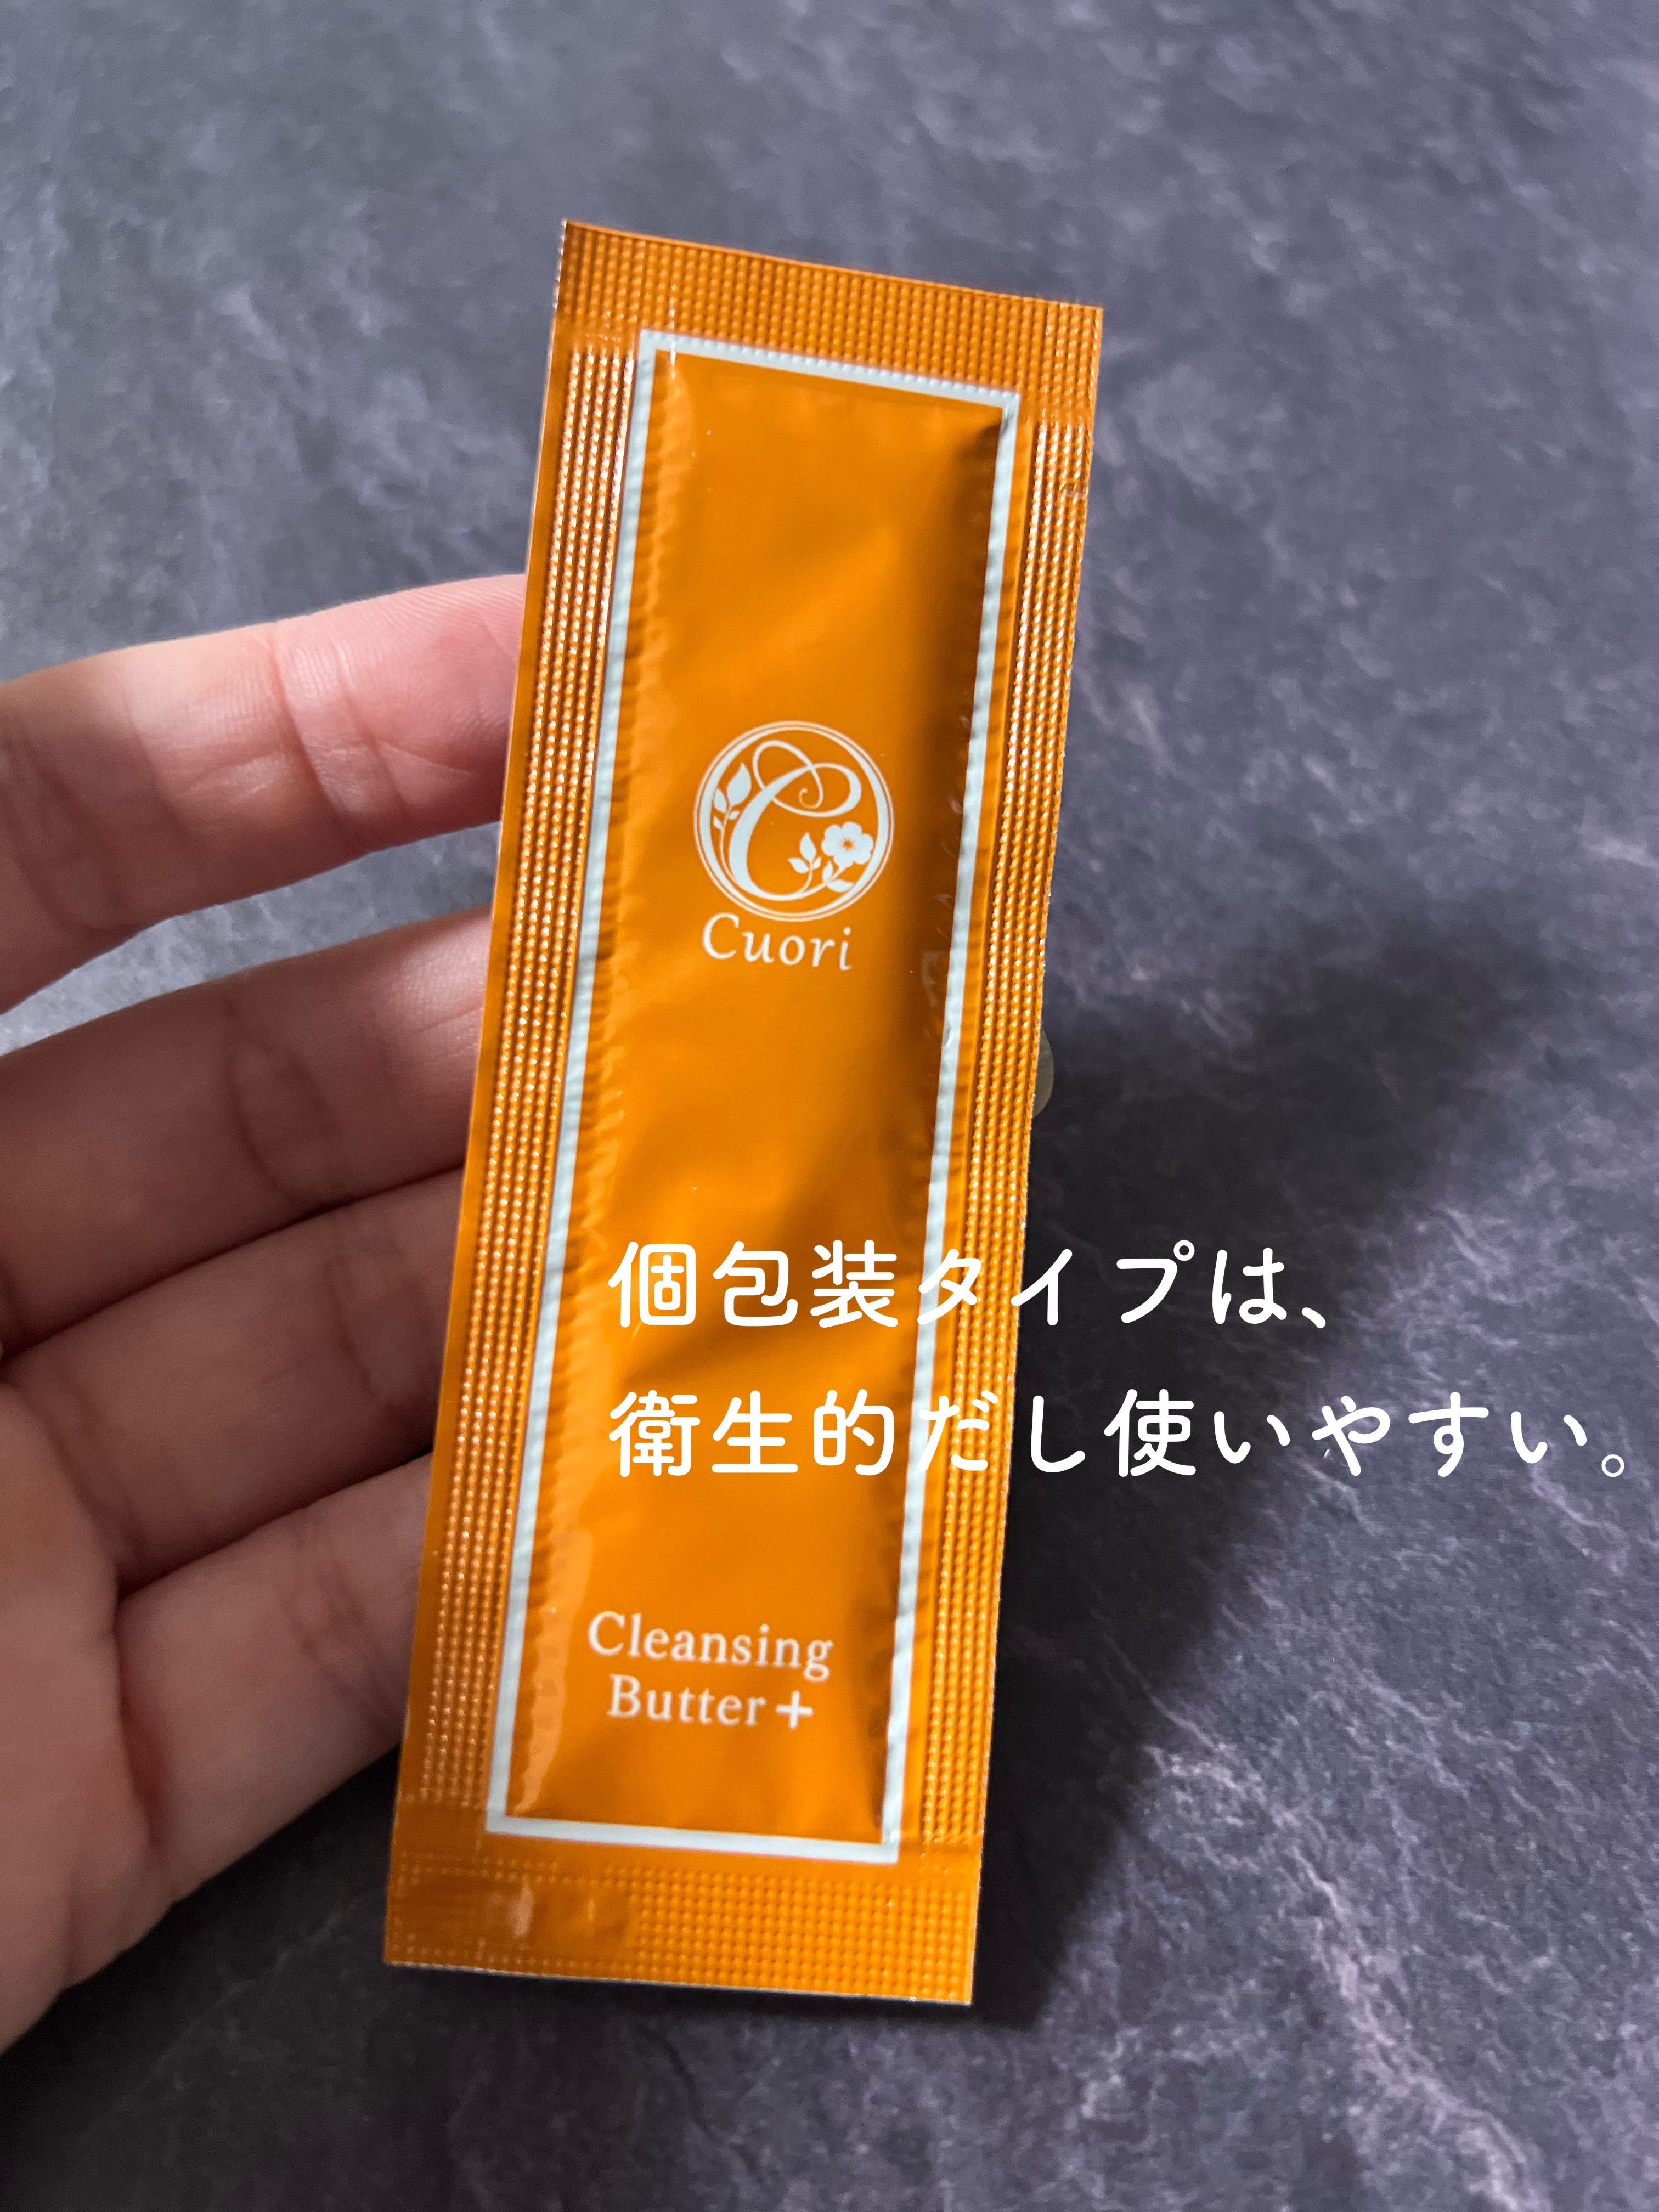 Cuori
個包装タイプは、
衛生的だし使いやすい。
Cleansing
Butter+